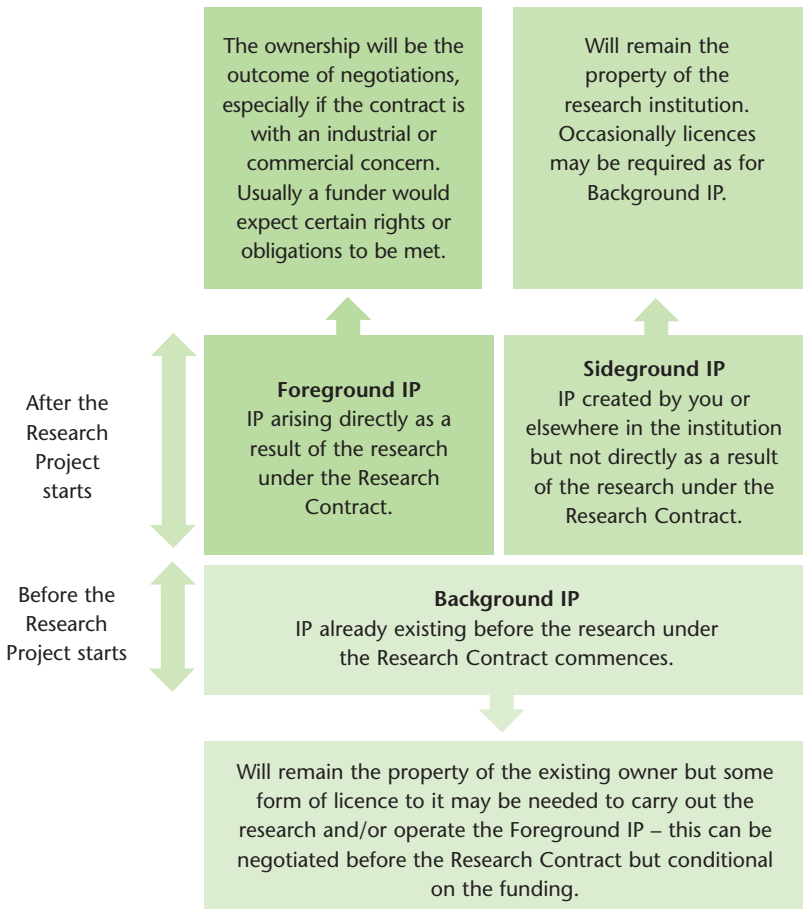 The ownership will be the
outcome of negotiations,
especially if the contract is
with an industrial or
commercial concern.
Usually a funder would
expect certain rights or
obligations to be met.
Will remain the
property of the
research institution.
Occasionally licences
may be required as for
Background IP.
After the
Research
Project
starts
Foreground IP
IP arising directly as a
result of the research
under the Research
Contract.
Sideground IP
IP created by you or
elsewhere in the institution
but not directly as a result
of the research under the
Research Contract.
Before the
Research
Project starts
Background IP
IP already existing before the research under
the Research Contract commences.
Will remain the property of the existing owner but some
form of licence to it may be needed to carry out the
research and/or operate the Foreground IP – this can be
negotiated before the Research Contract but conditional
on the funding.